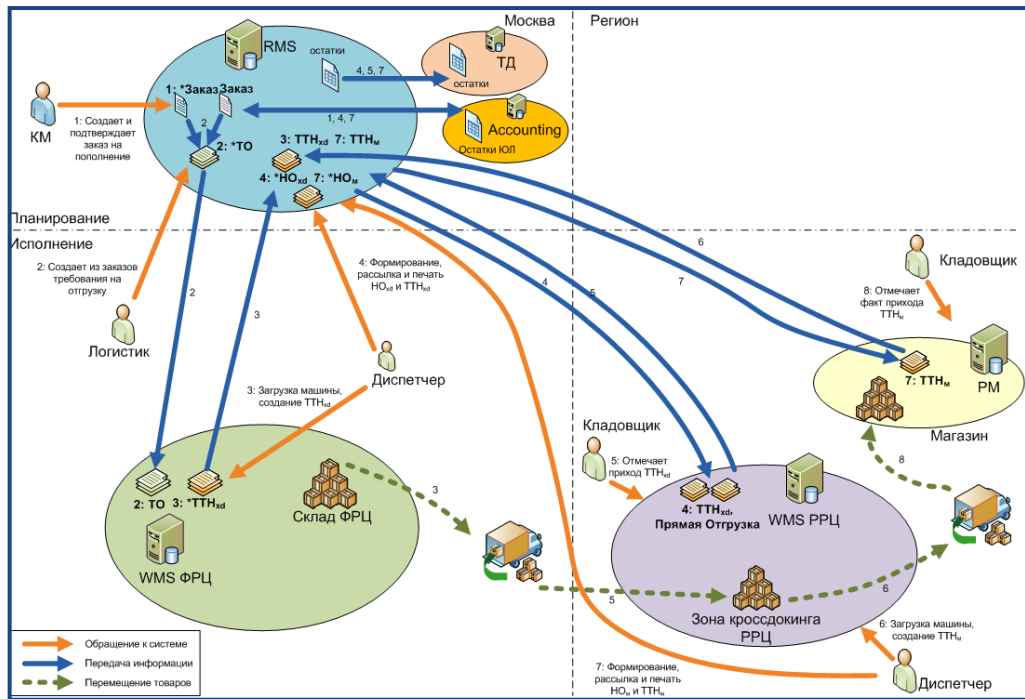 Москва
Регион
RMS
остатки
ТД
остатки
4, 5, 7
1: *Заказ Заказ
КМ
1: Создает и
подтверждает
заказ на
пополнение
2
1, 4, 7
Accounting
Остатки ЮЛ
2: *ТО
3: ТТНxd 7: ТТНм
4: *НОxd 7: *НОм
Планирование
Исполнение
2: Создает из заказов
требования на
отгрузку
Логистик
2
3
4: Формирование,
рассылка и печать
НОxd и ТТНxd
Диспетчер
3: Загрузка машины,
создание ТТНxd
4
5
6
7
Кладовщик
8: Отмечает
факт прихода
ТТНм
7: ТТНм
РМ
Магазин
8
Кладовщик
5: Отмечает
приход ТТНxd
4: ТТНxd,
Прямая Отгрузка
WMS РРЦ
2: ТО
3: *ТТНxd
WMS ФРЦ
Склад ФРЦ
3
5
Зона кроссдокинга
РРЦ
6
6: Загрузка машины,
создание ТТНм
Диспетчер
7: Формирование,
рассылка и печать
НОм и ТТНм
Обращение к системе
Передача информации
Перемещение товаров